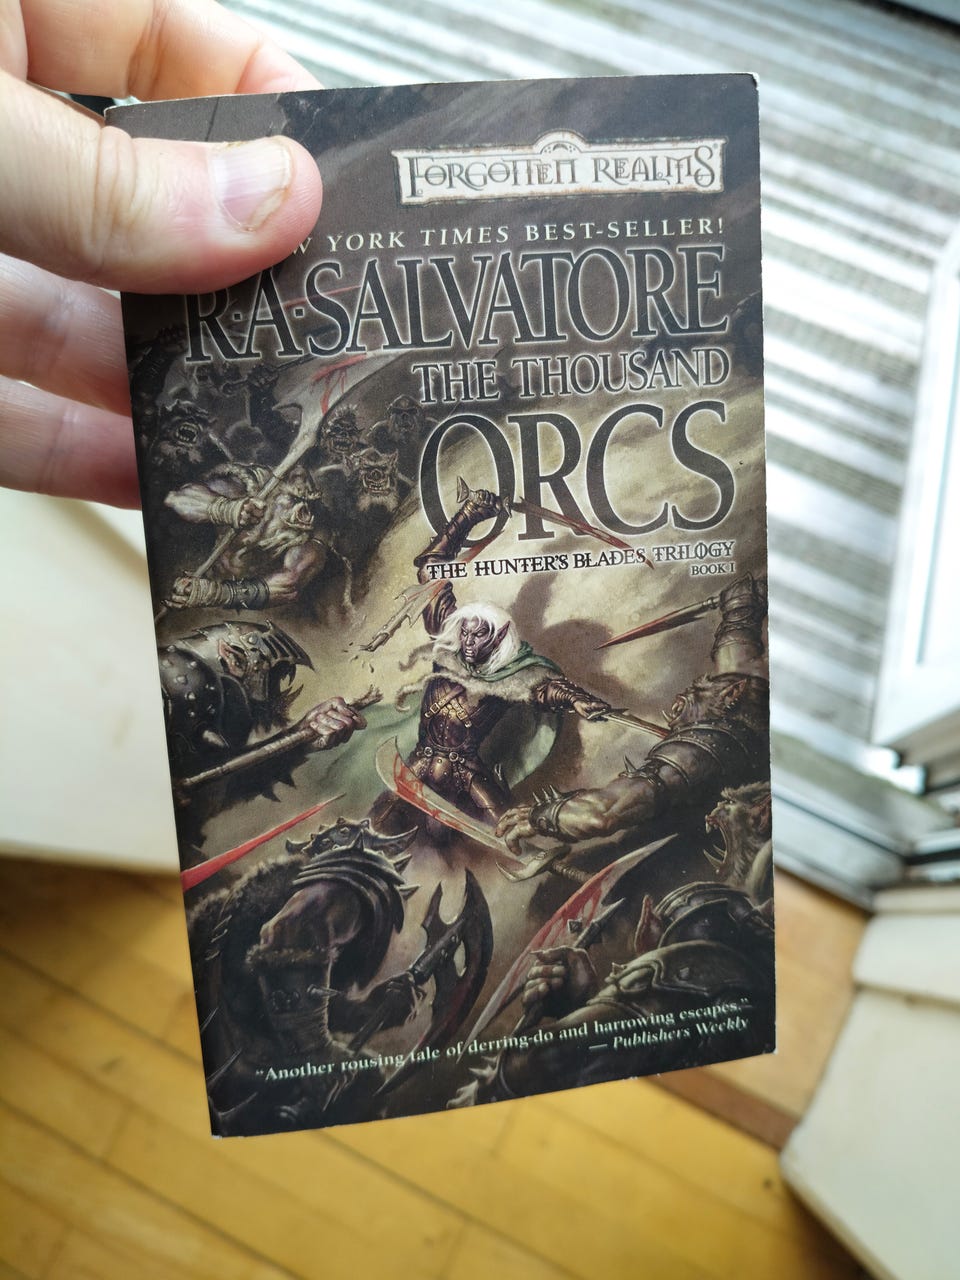 FORGOTTEN REALMS
YORK TIMES BEST-SELLER!
R·A·SALVATORE
THE THOUSAND
ORCS
THE HUNTER'S BLADES TRILOGY
BOOK I
"Another rousing tale of derring-do and harrowing escapes."
— Publishers Weekly